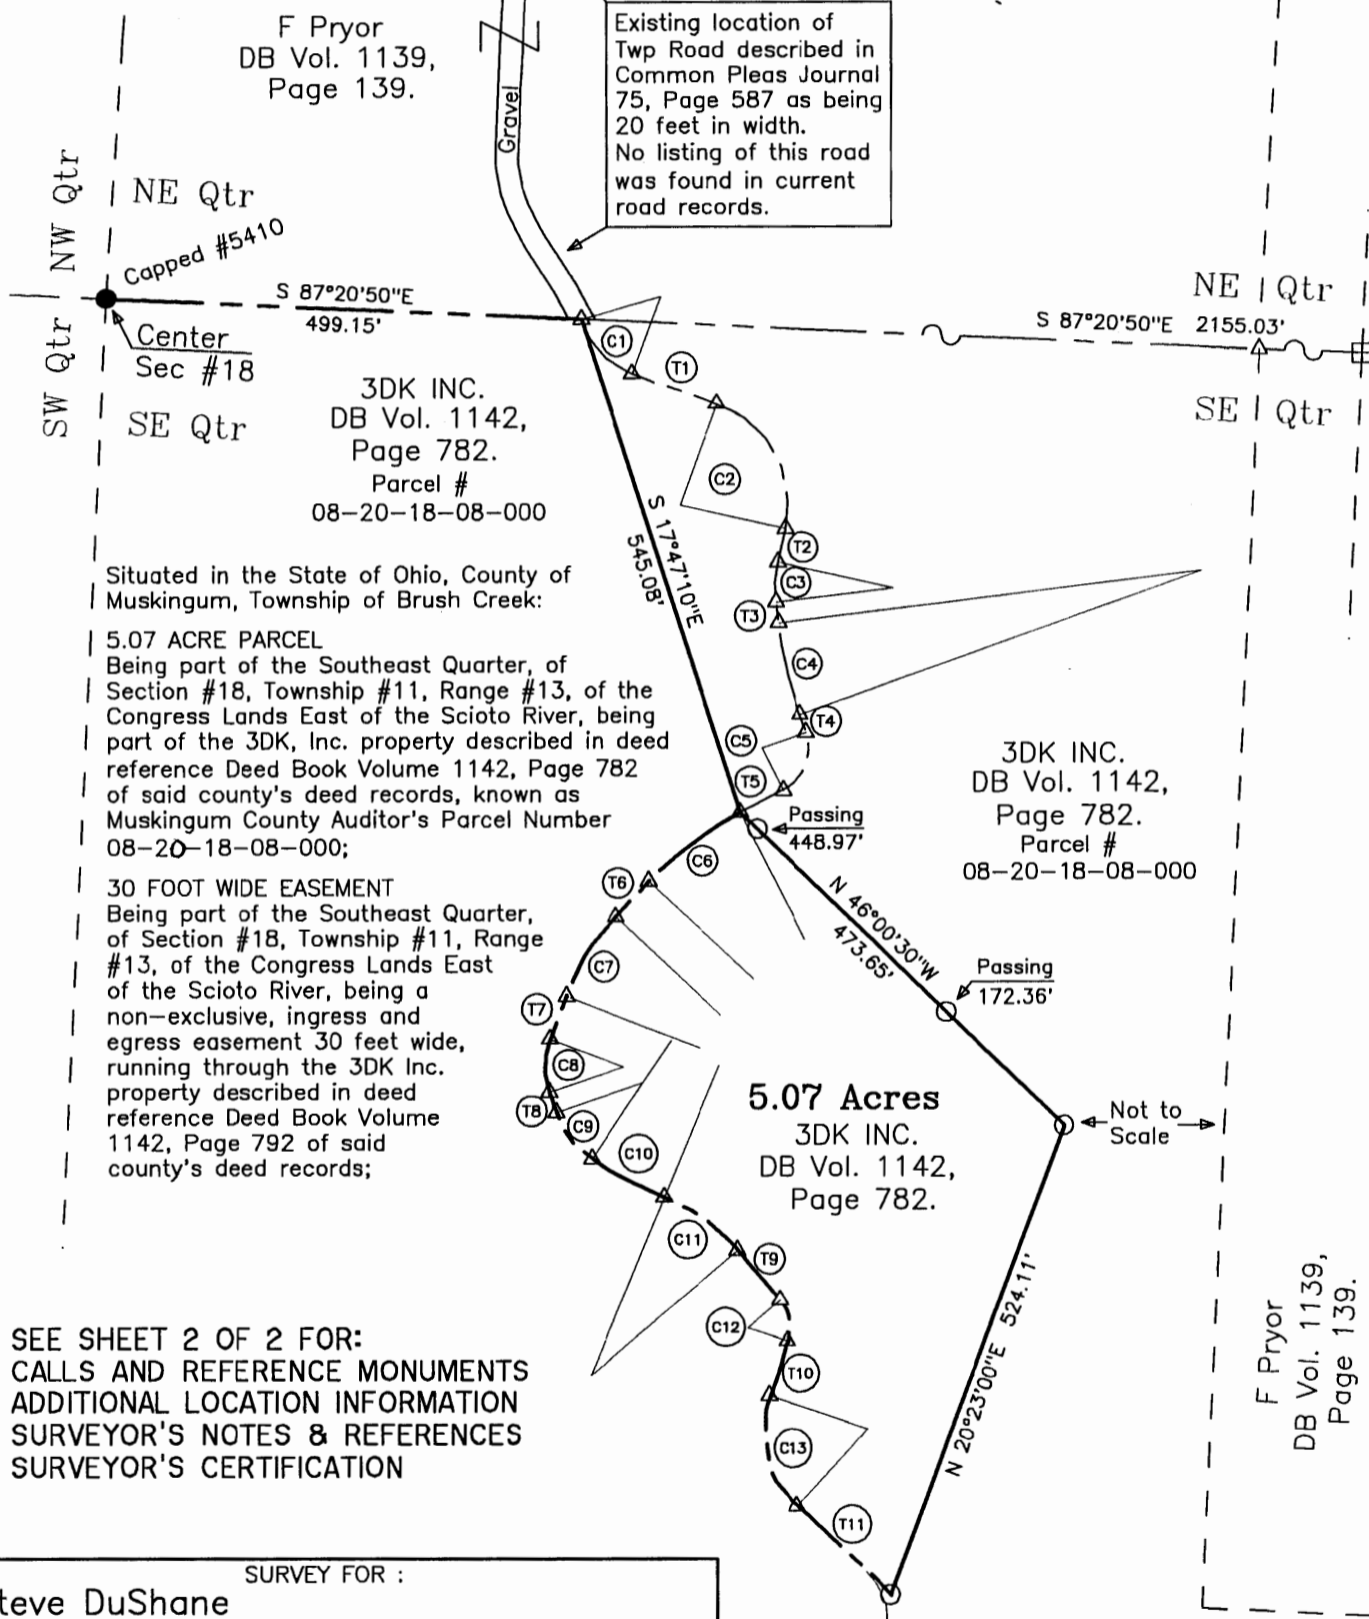 F Pryor
DB Vol. 1139,
Page 139.
Gravel
Existing location of
Twp Road described in
Common Pleas Journal
75, Page 587 as being
20 feet in width.
No listing of this road
was found in current
road records.
NW Qtr
NE Qtr
Capped #5410
S 87°20'50"E
499.15'
Center
Sec #18
SW Qtr
SE Qtr
NE Qtr
S 87°20'50"E 2155.03'
SE Qtr
3DK INC.
DB Vol. 1142,
Page 782.
Parcel #
08-20-18-08-000
C1
T1
C2
T2
C3
T3
C4
T4
C5
T5
S 17°47'10"E
545.08'
Situated in the State of Ohio, County of
Muskingum, Township of Brush Creek:
5.07 ACRE PARCEL
Being part of the Southeast Quarter, of
Section #18, Township #11, Range #13, of the
Congress Lands East of the Scioto River, being
part of the 3DK, Inc. property described in deed
reference Deed Book Volume 1142, Page 782
of said county's deed records, known as
Muskingum County Auditor's Parcel Number
08-20-18-08-000;
30 FOOT WIDE EASEMENT
Being part of the Southeast Quarter,
of Section #18, Township #11, Range
#13, of the Congress Lands East
of the Scioto River, being a
non-exclusive, ingress and
egress easement 30 feet wide,
running through the 3DK Inc.
property described in deed
reference Deed Book Volume
1142, Page 792 of said
county's deed records;
3DK INC.
DB Vol. 1142,
Page 782.
Parcel #
08-20-18-08-000
Passing
448.97'
C6
T6
N 46°00'30"W
473.65'
Passing
172.36'
C7
T7
C8
T8
C9
C10
C11
T9
C12
T10
C13
T11
5.07 Acres
3DK INC.
DB Vol. 1142,
Page 782.
Not to
Scale
N 20°23'00"E 524.11'
F Pryor
DB Vol. 1139,
Page 139.
SEE SHEET 2 OF 2 FOR:
CALLS AND REFERENCE MONUMENTS
ADDITIONAL LOCATION INFORMATION
SURVEYOR'S NOTES & REFERENCES
SURVEYOR'S CERTIFICATION
SURVEY FOR :
teve DuShane